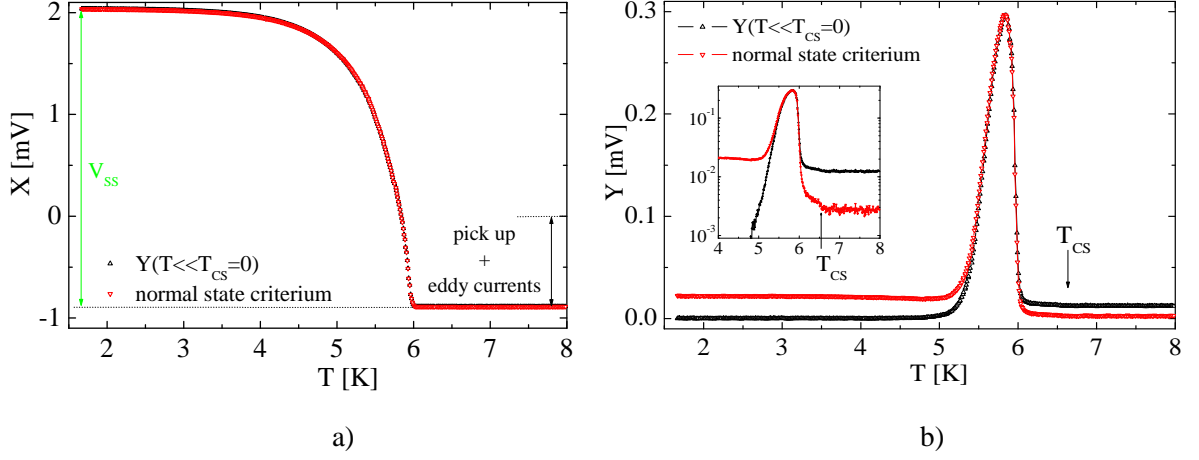 2
1
0
-1
X [mV]
V_SS
Y(T<<T_CS=0)
normal state criterium
pick up
+
eddy currents
2 3 4 5 6 7 8
T [K]
a)
0.3
0.2
0.1
0.0
Y [mV]
Y(T<<T_CS=0)
normal state criterium
10^-1
10^-2
10^-3
4 5 6 7 8
T_CS
T_CS
2 3 4 5 6 7 8
T [K]
b)